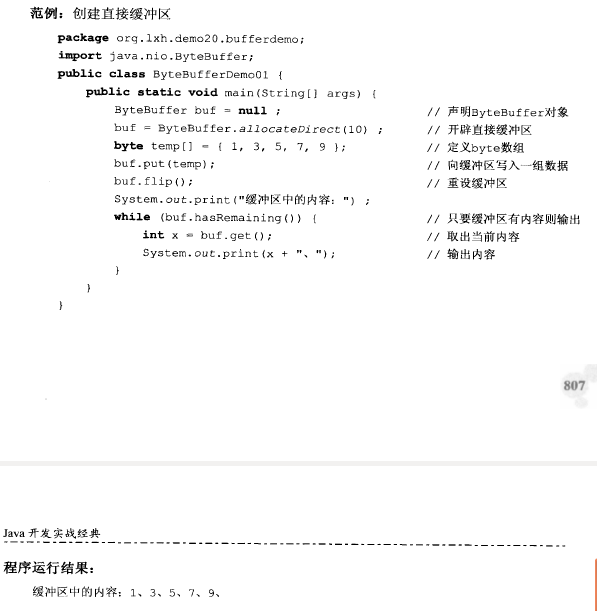 范例：创建直接缓冲区
package org.lxh.demo20.bufferdemo;
import java.nio.ByteBuffer;
public class ByteBufferDemo01 {
public static void main(String[] args) {
ByteBuffer buf = null ; // 声明ByteBuffer对象
buf = ByteBuffer.allocateDirect(10) ; // 开辟直接缓冲区
byte temp[] = { 1, 3, 5, 7, 9 }; // 定义byte数组
buf.put(temp); // 向缓冲区写入一组数据
buf.flip(); // 重设缓冲区
System.out.print("缓冲区中的内容：") ;
while (buf.hasRemaining()) { // 只要缓冲区有内容则输出
int x = buf.get(); // 取出当前内容
System.out.print(x + "、"); // 输出内容
}
}
}
807
Java 开发实战经典
程序运行结果：
缓冲区中的内容：1、3、5、7、9、